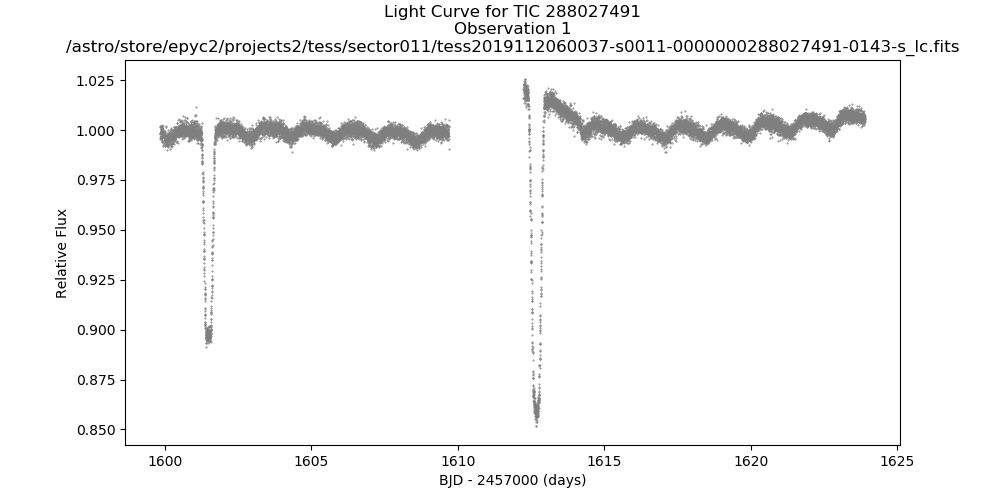 Light Curve for TIC 288027491
Observation 1
/astro/store/epyc2/projects2/tess/sector011/tess2019112060037-s0011-0000000288027491-0143-s_lc.fits
1.025
1.000
0.975
0.950
0.925
0.900
0.875
0.850
Relative Flux
1600
1605
1610
1615
1620
1625
BJD - 2457000 (days)